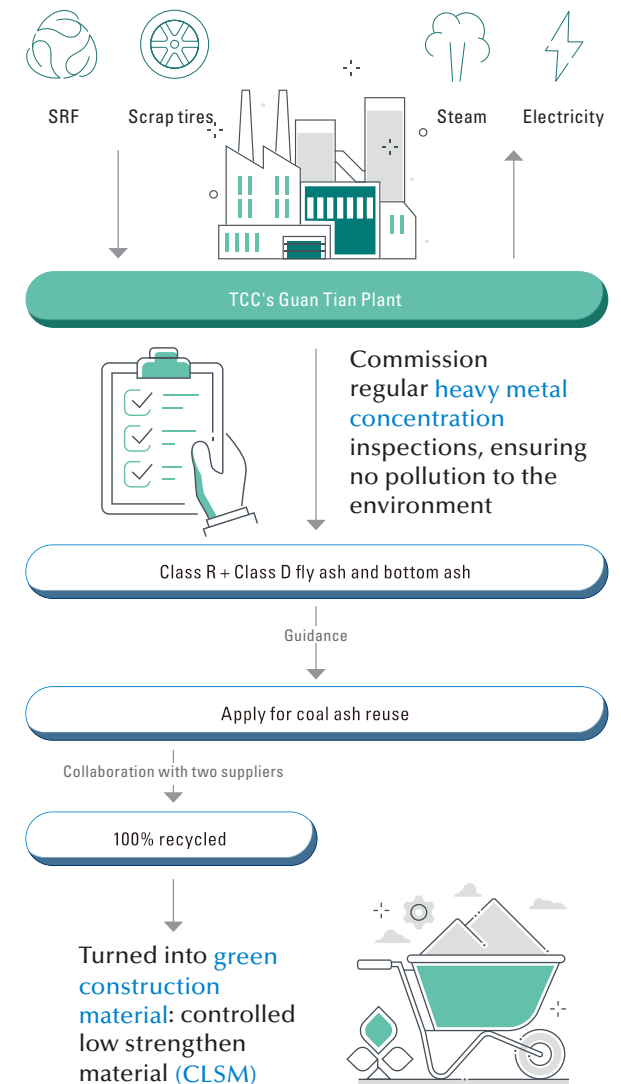 SRF
Scrap tires
Steam
Electricity
TCC's Guan Tian Plant
Commission
regular heavy metal
concentration
inspections, ensuring
no pollution to the
environment
Class R + Class D fly ash and bottom ash
Guidance
Apply for coal ash reuse
Collaboration with two suppliers
100% recycled
Turned into green
construction
material: controlled
low strengthen
material (CLSM)